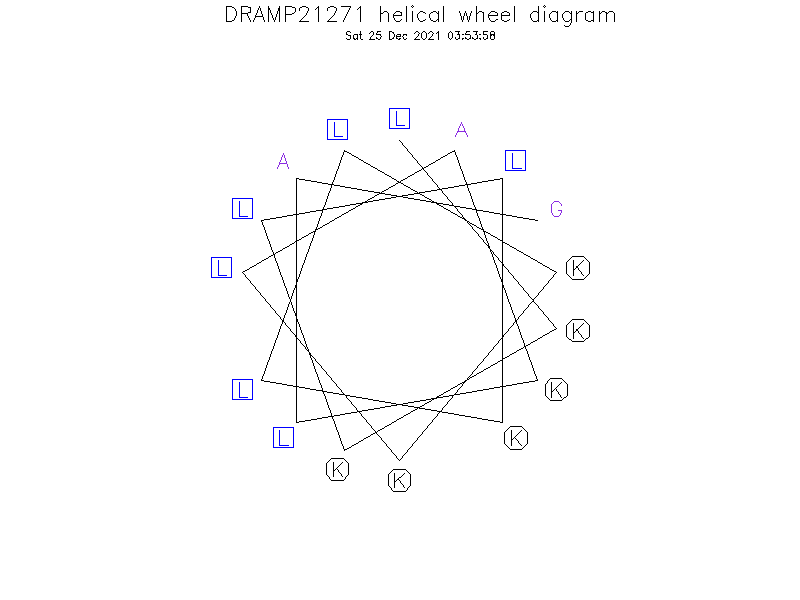 DRAMP21271 helical wheel diagram
Sat 25 Dec 2021 03:53:58
L
L A
A L
L G
L K
K
L K
L K
K
K